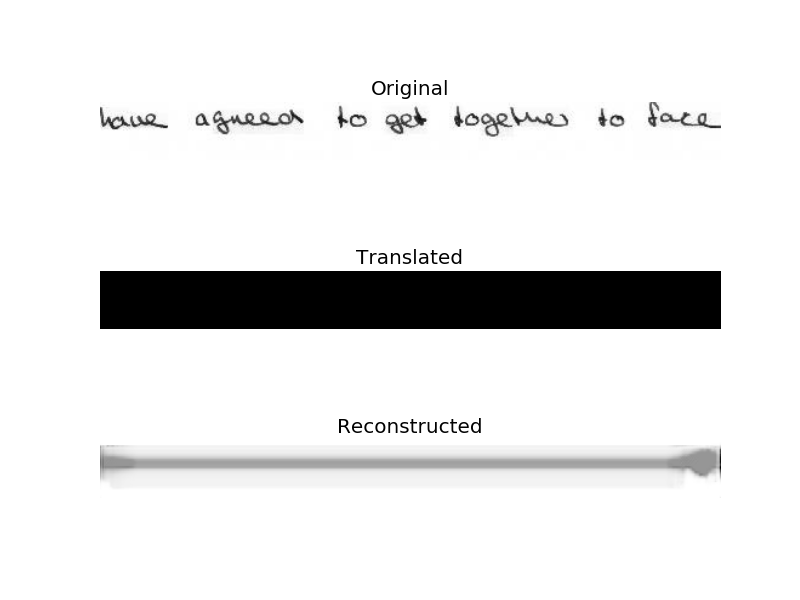 Original
have agreed to get together to face
Translated
Reconstructed